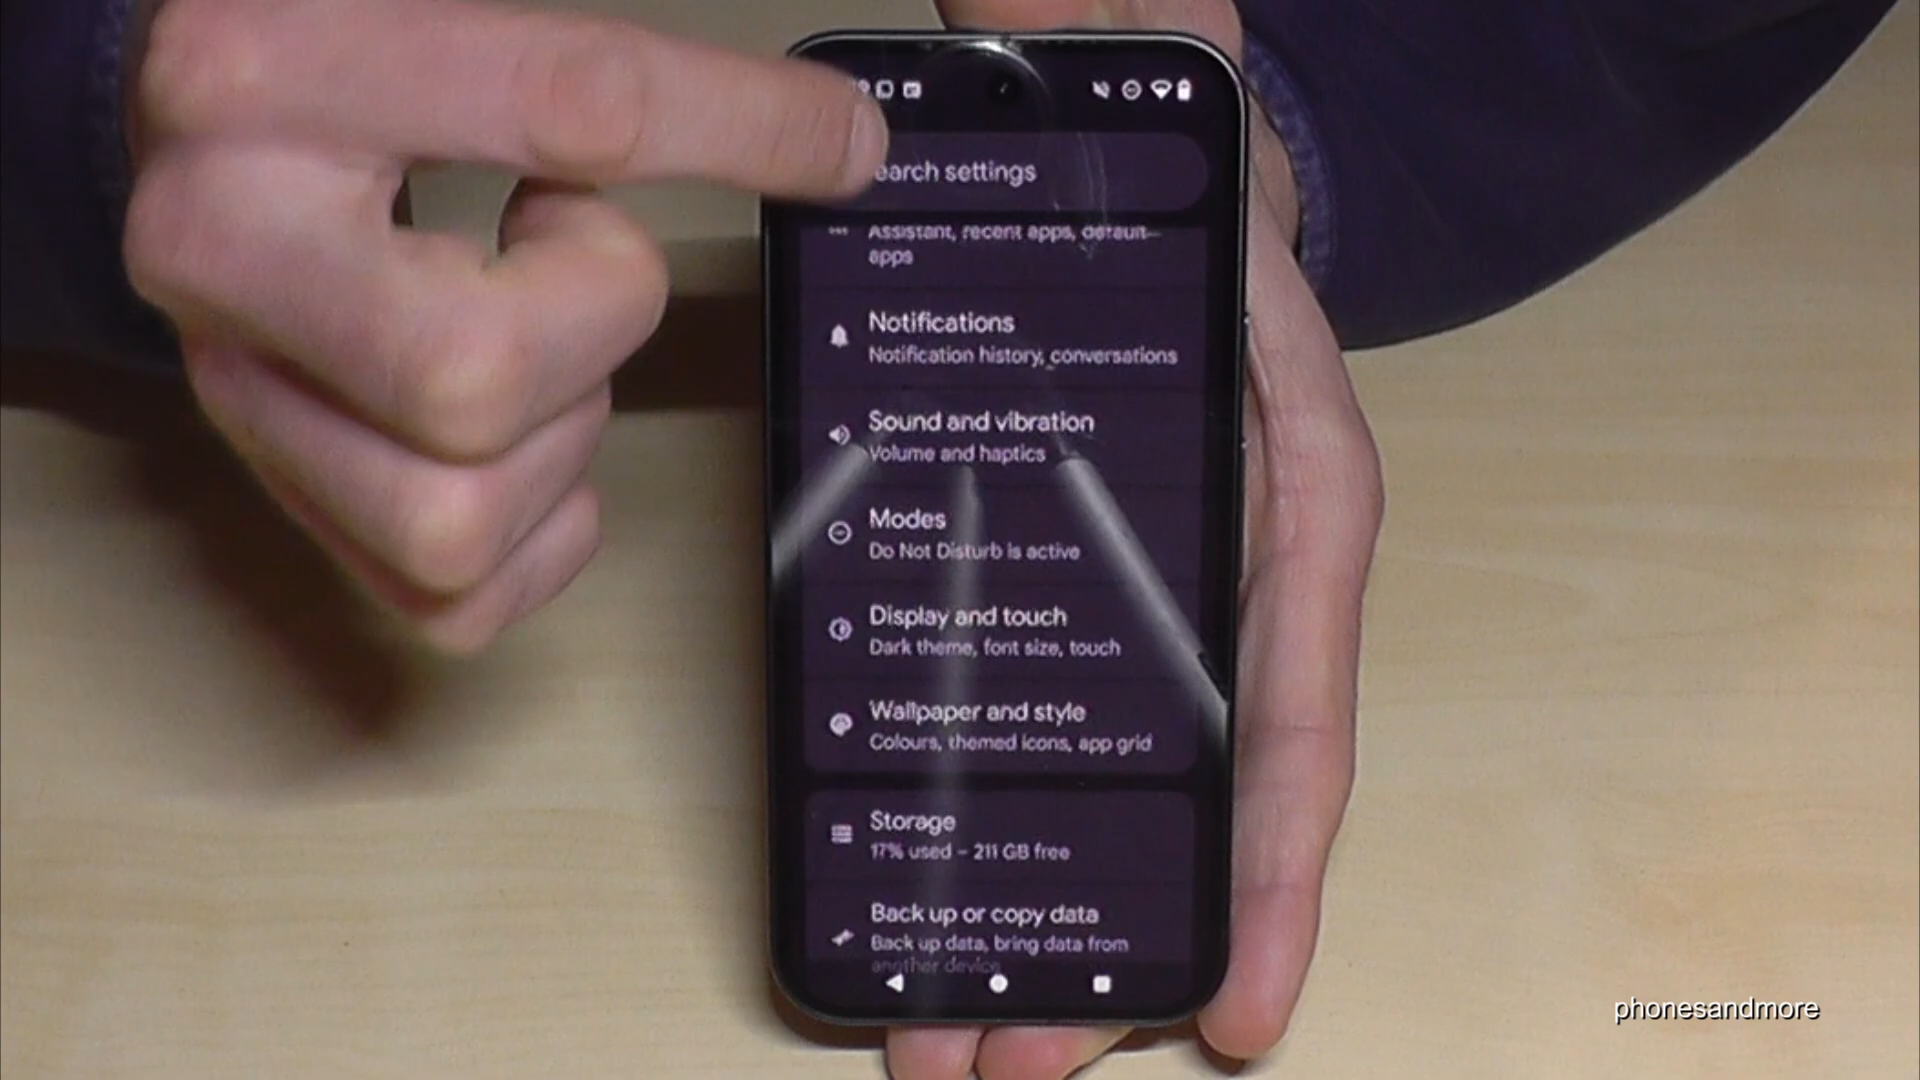 earch settings
Assistant, recent apps, default
apps
Notifications
Notification history, conversations
Sound and vibration
Volume and haptics
Modes
Do Not Disturb is active
Display and touch
Dark theme, font size, touch
Wallpaper and style
Colours, themed icons, app grid
Storage
17% used – 211 GB free
Back up or copy data
Back up data, bring data from
another device
phonesandmore